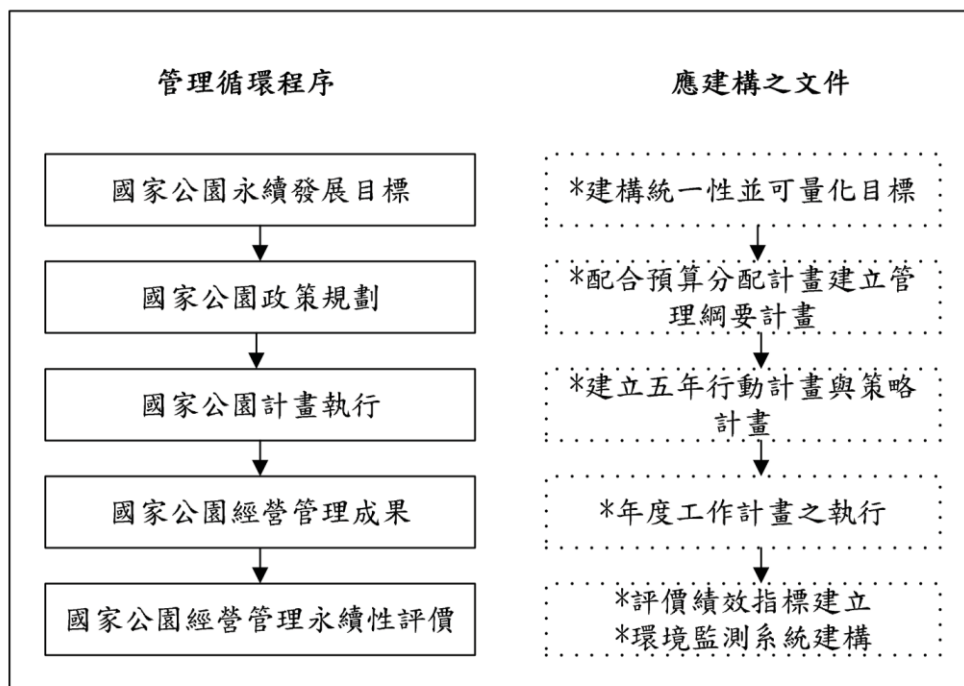 管理循環程序
應建構之文件
國家公園永續發展目標
*建構統一性並可量化目標
國家公園政策規劃
*配合預算分配計畫建立管
理綱要計畫
國家公園計畫執行
*建立五年行動計畫與策略
計畫
國家公園經營管理成果
*年度工作計畫之執行
國家公園經營管理永續性評價
*評價績效指標建立
*環境監測系統建構